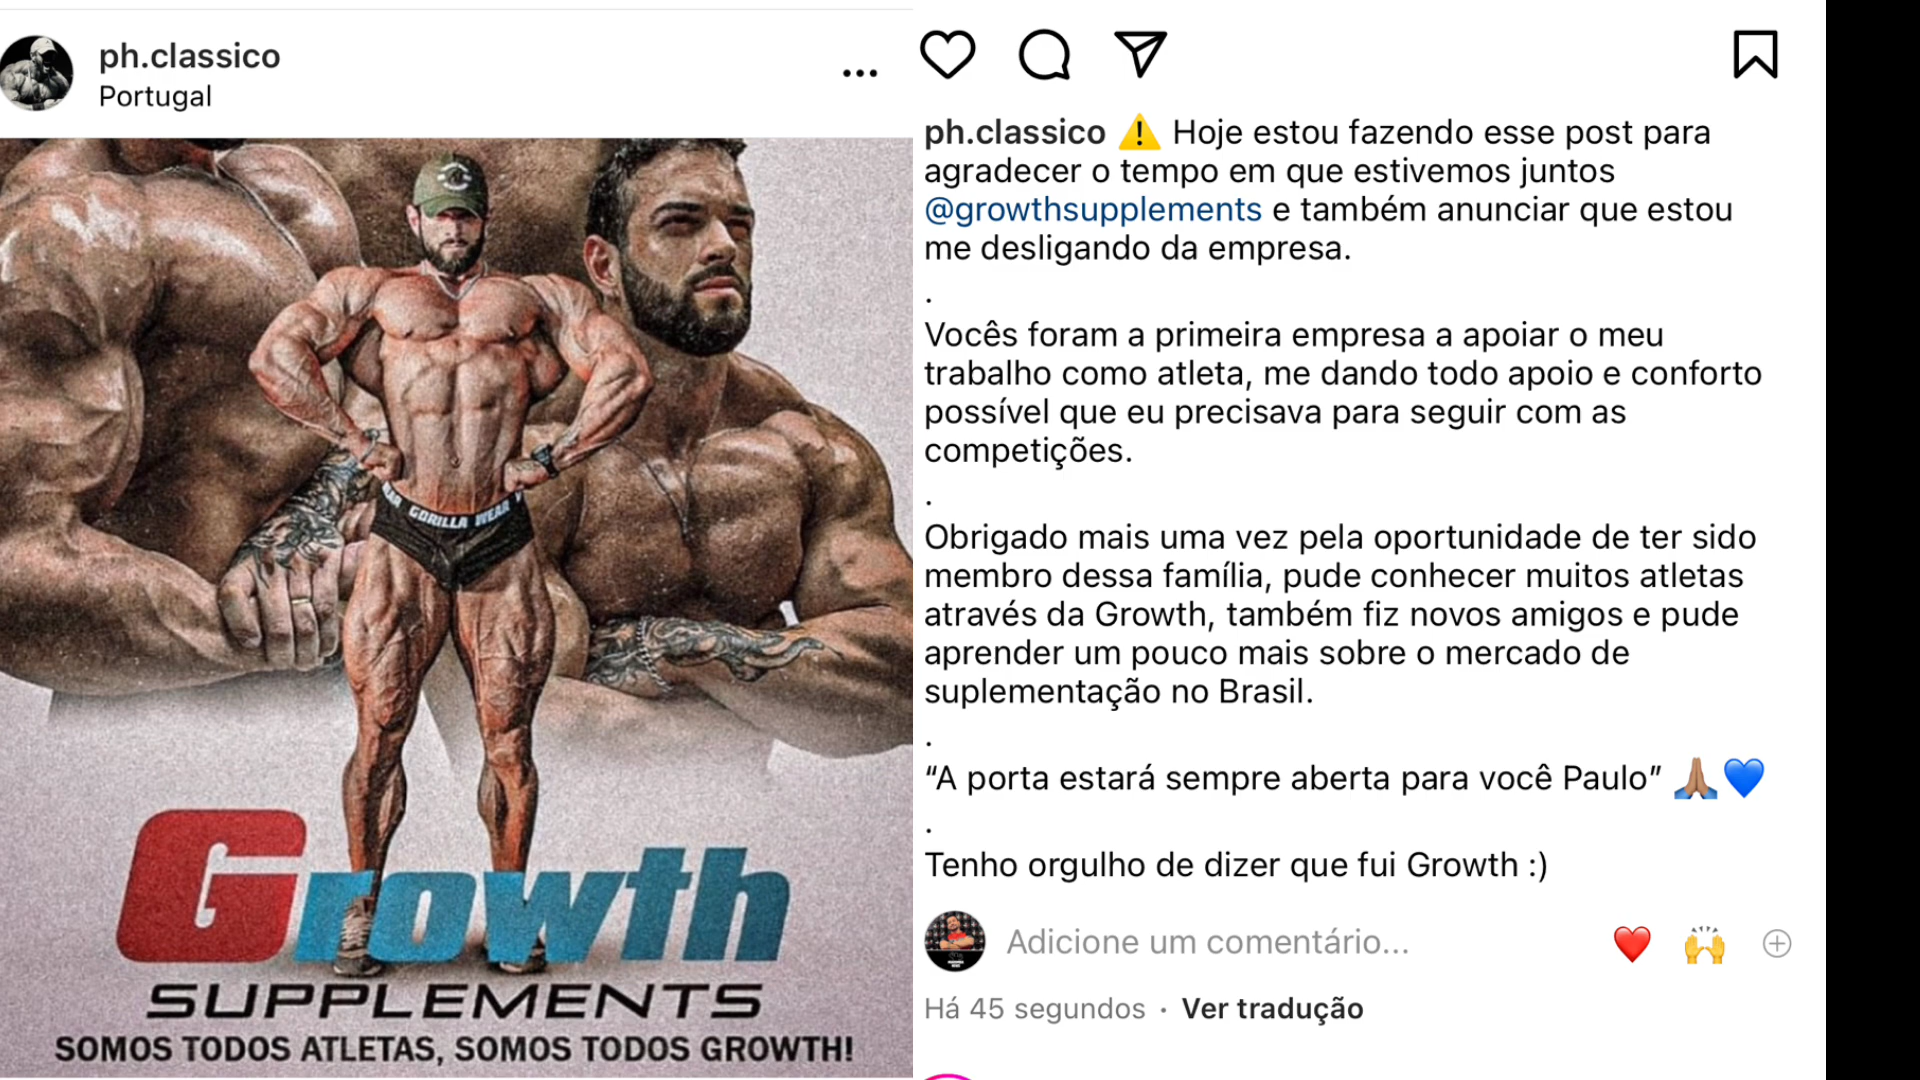 ph.classico
Portugal
GORILLA WEAR
Growth
SUPPLEMENTS
SOMOS TODOS ATLETAS, SOMOS TODOS GROWTH!
ph.classico ⚠️ Hoje estou fazendo esse post para
agradecer o tempo em que estivemos juntos
@growthsupplements e também anunciar que estou
me desligando da empresa.
.
Vocês foram a primeira empresa a apoiar o meu
trabalho como atleta, me dando todo apoio e conforto
possível que eu precisava para seguir com as
competições.
.
Obrigado mais uma vez pela oportunidade de ter sido
membro dessa família, pude conhecer muitos atletas
através da Growth, também fiz novos amigos e pude
aprender um pouco mais sobre o mercado de
suplementação no Brasil.
.
“A porta estará sempre aberta para você Paulo” 🙏🏽💙
.
Tenho orgulho de dizer que fui Growth :)
Adicione um comentário...
Há 45 segundos · Ver tradução